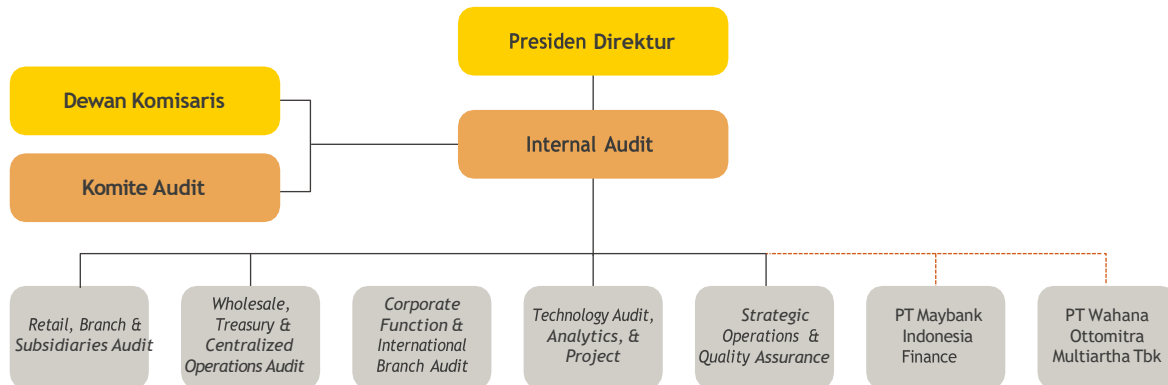 Presiden Direktur
Dewan Komisaris
Internal Audit
Komite Audit
Retail, Branch &
Subsidiaries Audit
Wholesale,
Treasury &
Centralized
Operations Audit
Corporate
Function &
International
Branch Audit
Technology Audit,
Analytics, &
Project
Strategic
Operations &
Quality Assurance
PT Maybank
Indonesia
Finance
PT Wahana
Ottomitra
Multiartha Tbk